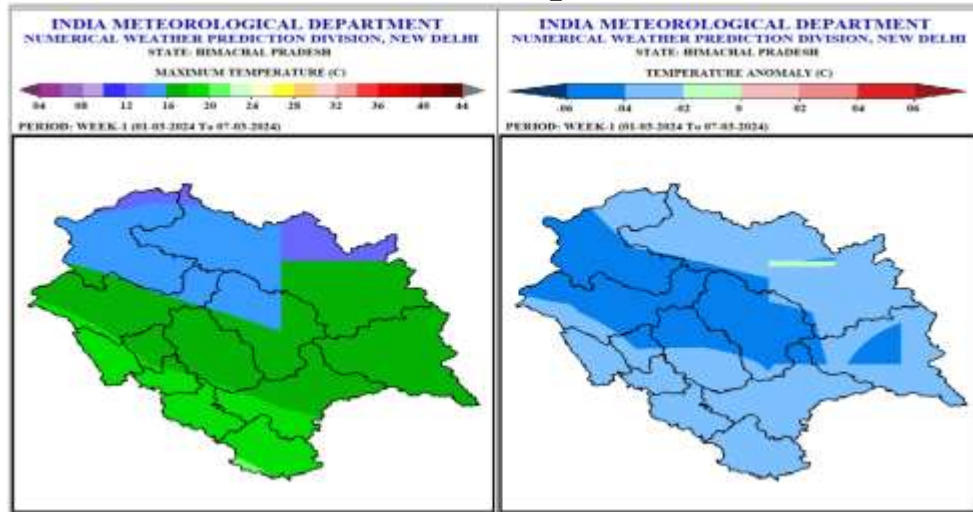 INDIA METEOROLOGICAL DEPARTMENT
NUMERICAL WEATHER PREDICTION DIVISION, NEW DELHI
STATE: HIMACHAL PRADESH
MAXIMUM TEMPERATURE (C)
04 08 12 16 20 24 28 32 36 40 44
PERIOD: WEEK-1 (01-03-2024 To 07-03-2024)
INDIA METEOROLOGICAL DEPARTMENT
NUMERICAL WEATHER PREDICTION DIVISION, NEW DELHI
STATE: HIMACHAL PRADESH
TEMPERATURE ANOMALY (C)
-06 -04 -02 0 02 04 06
PERIOD: WEEK-1 (01-03-2024 To 07-03-2024)